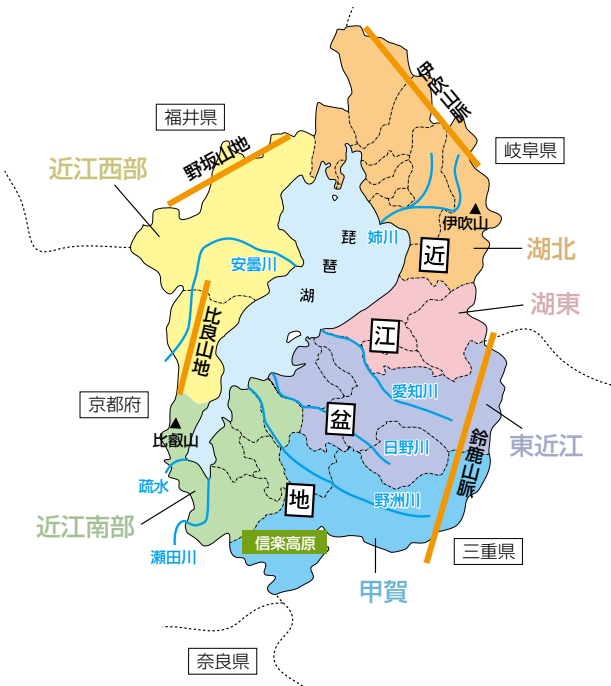 伊吹山脈
福井県
野坂山地
岐阜県
近江西部
伊吹山
琵琶湖
姉川
近江盆地
湖北
安曇川
湖東
比良山地
愛知川
京都府
比叡山
日野川
鈴鹿山脈
東近江
疏水
野洲川
近江南部
信楽高原
瀬田川
三重県
甲賀
奈良県